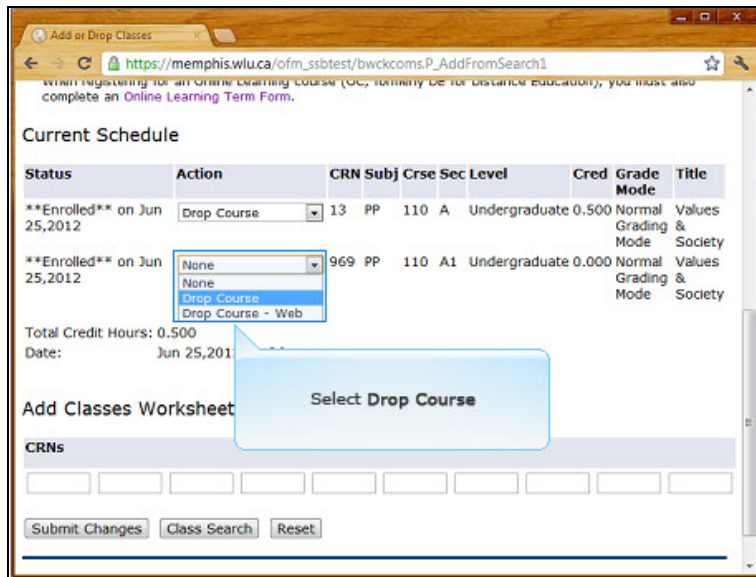 Add or Drop Classes
https://memphis.wlu.ca/ofm_ssbtest/bwckcoms.P_AddFromSearch1
When registering for an Online Learning course (OC, formerly DE for Distance Education), you must also
complete an Online Learning Term Form.
Current Schedule
Status Action CRN Subj Crse Sec Level Cred Grade Mode Title
**Enrolled** on Jun 25,2012 Drop Course 13 PP 110 A Undergraduate 0.500 Normal Grading Mode Values & Society
**Enrolled** on Jun 25,2012 None 969 PP 110 A1 Undergraduate 0.000 Normal Grading Mode Values & Society
None
Drop Course
Drop Course - Web
Total Credit Hours: 0.500
Date: Jun 25,201
Select Drop Course
Add Classes Worksheet
CRNs
Submit Changes Class Search Reset